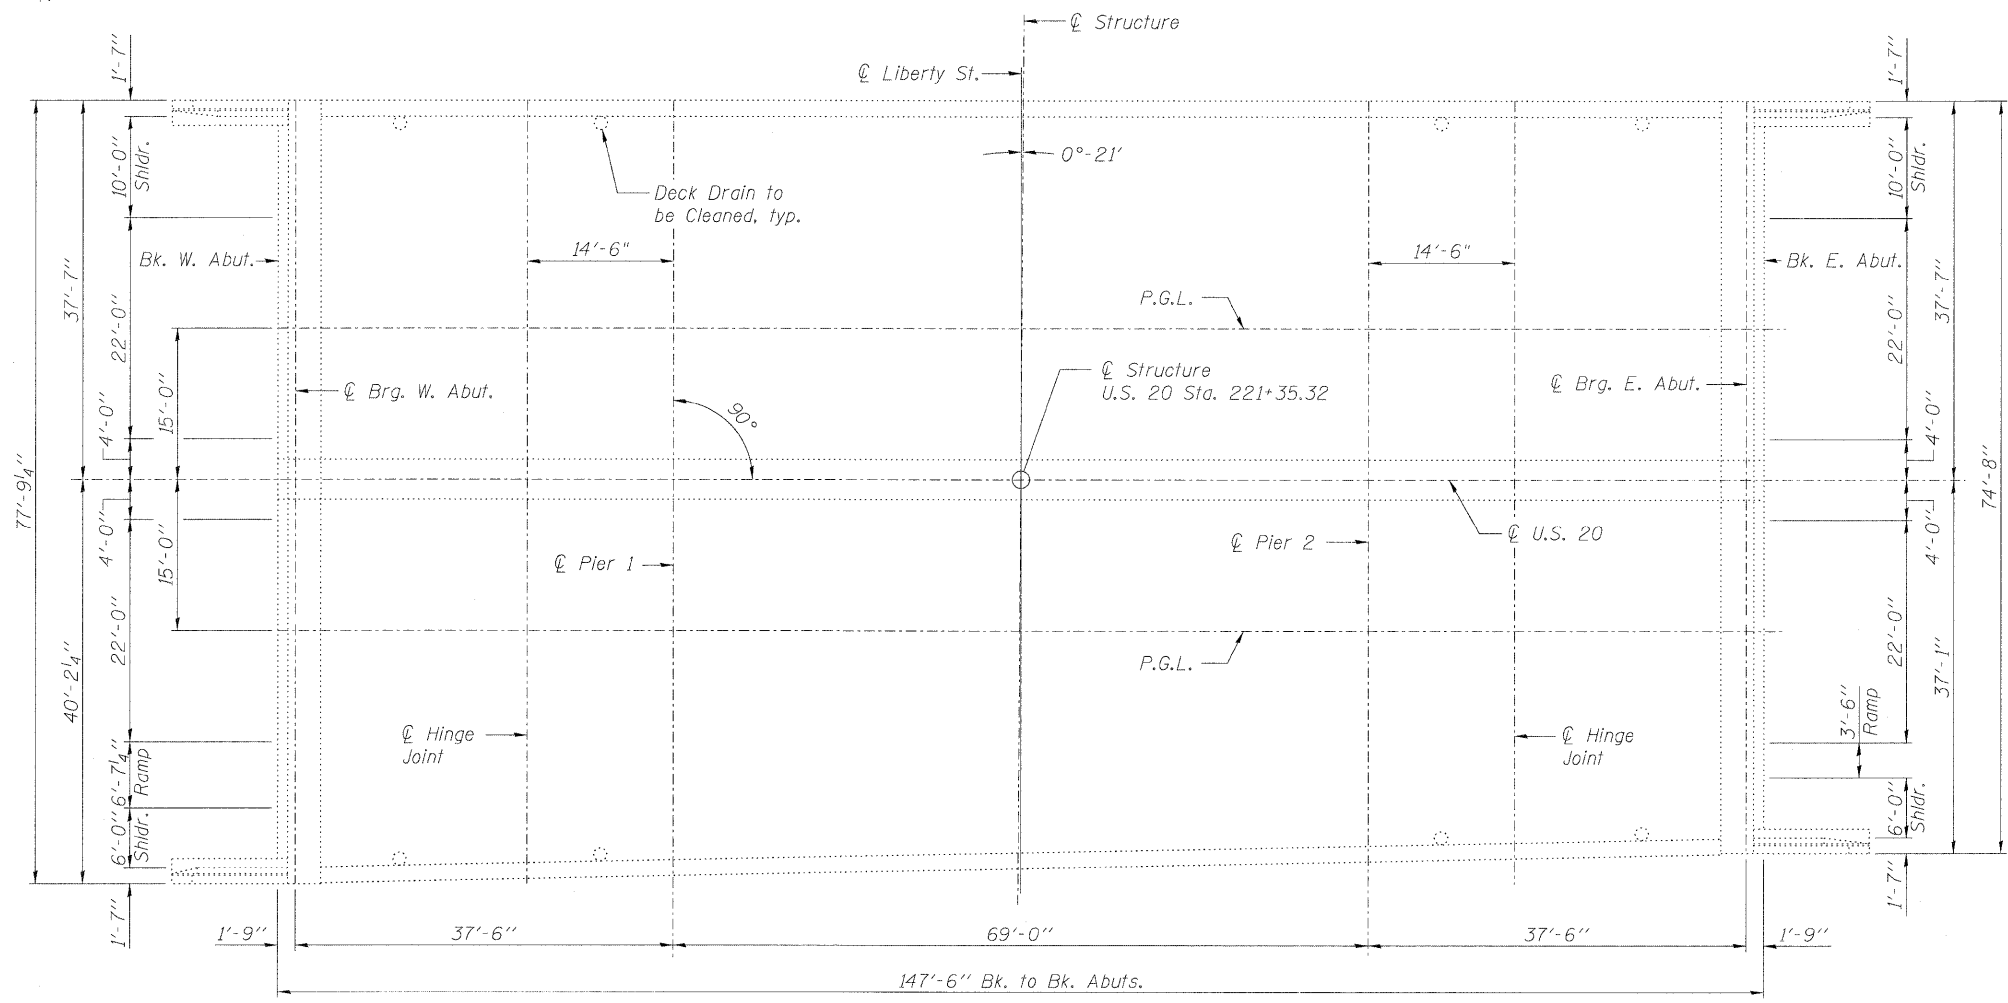 ℄ Structure
℄ Liberty St.
0°-21'
1'-7"
1'-7"
10'-0"
Shldr.
10'-0"
Shldr.
Deck Drain to
be Cleaned, typ.
14'-6"
14'-6"
Bk. W. Abut.
Bk. E. Abut.
37'-7"
22'-0"
P.G.L.
22'-0"
37'-7"
15'-0"
℄ Brg. W. Abut.
90°
℄ Structure
U.S. 20 Sta. 221+35.32
℄ Brg. E. Abut.
4'-0"
4'-0"
77'-9¼"
74'-8"
4'-0"
15'-0"
℄ Pier 1
℄ Pier 2
℄ U.S. 20
4'-0"
22'-0"
40'-2¼"
P.G.L.
22'-0"
37'-1"
3'-6"
Ramp
℄ Hinge
Joint
℄ Hinge
Joint
6'-7¼"
Ramp
6'-0"
Shldr.
6'-0"
Shldr.
1'-7"
1'-7"
1'-9"
37'-6"
69'-0"
37'-6"
1'-9"
147'-6" Bk. to Bk. Abuts.